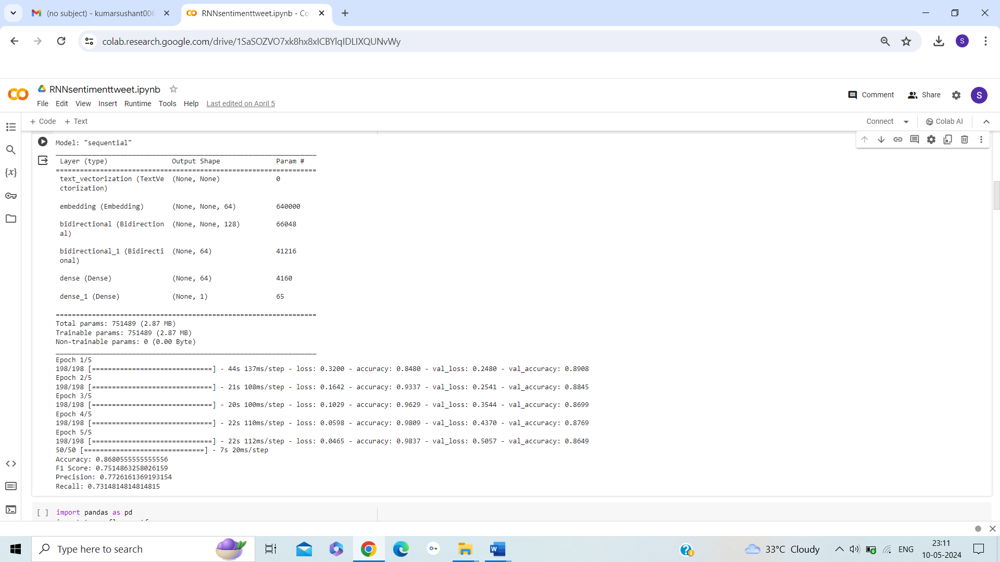 (no subject) - kumarsushant006
RNNsentimenttweet.ipynb - Co
colab.research.google.com/drive/1SaSOZVO7xk8hx8xICBYlqIDLIXQUNvWy
S
RNNsentimenttweet.ipynb
File Edit View Insert Runtime Tools Help Last edited on April 5
Comment Share S
+ Code + Text
Connect Colab AI
Model: "sequential"
_________________________________________________________________
Layer (type) Output Shape Param #
=================================================================
text_vectorization (TextVe (None, None) 0
ctorization)
embedding (Embedding) (None, None, 64) 640000
bidirectional (Bidirection (None, None, 128) 66048
al)
bidirectional_1 (Bidirecti (None, 64) 41216
onal)
dense (Dense) (None, 64) 4160
dense_1 (Dense) (None, 1) 65
=================================================================
Total params: 751489 (2.87 MB)
Trainable params: 751489 (2.87 MB)
Non-trainable params: 0 (0.00 Byte)
_________________________________________________________________
Epoch 1/5
198/198 [==============================] - 44s 137ms/step - loss: 0.3200 - accuracy: 0.8480 - val_loss: 0.2480 - val_accuracy: 0.8908
Epoch 2/5
198/198 [==============================] - 21s 108ms/step - loss: 0.1642 - accuracy: 0.9337 - val_loss: 0.2541 - val_accuracy: 0.8845
Epoch 3/5
198/198 [==============================] - 20s 100ms/step - loss: 0.1029 - accuracy: 0.9629 - val_loss: 0.3544 - val_accuracy: 0.8699
Epoch 4/5
198/198 [==============================] - 22s 110ms/step - loss: 0.0598 - accuracy: 0.9809 - val_loss: 0.4370 - val_accuracy: 0.8769
Epoch 5/5
198/198 [==============================] - 22s 112ms/step - loss: 0.0465 - accuracy: 0.9837 - val_loss: 0.5057 - val_accuracy: 0.8649
50/50 [==============================] - 7s 20ms/step
Accuracy: 0.8680555555555556
F1 Score: 0.7514863258026159
Precision: 0.7726161369193154
Recall: 0.7314814814814815
[ ] import pandas as pd
Type here to search
33°C Cloudy
ENG
23:11
10-05-2024